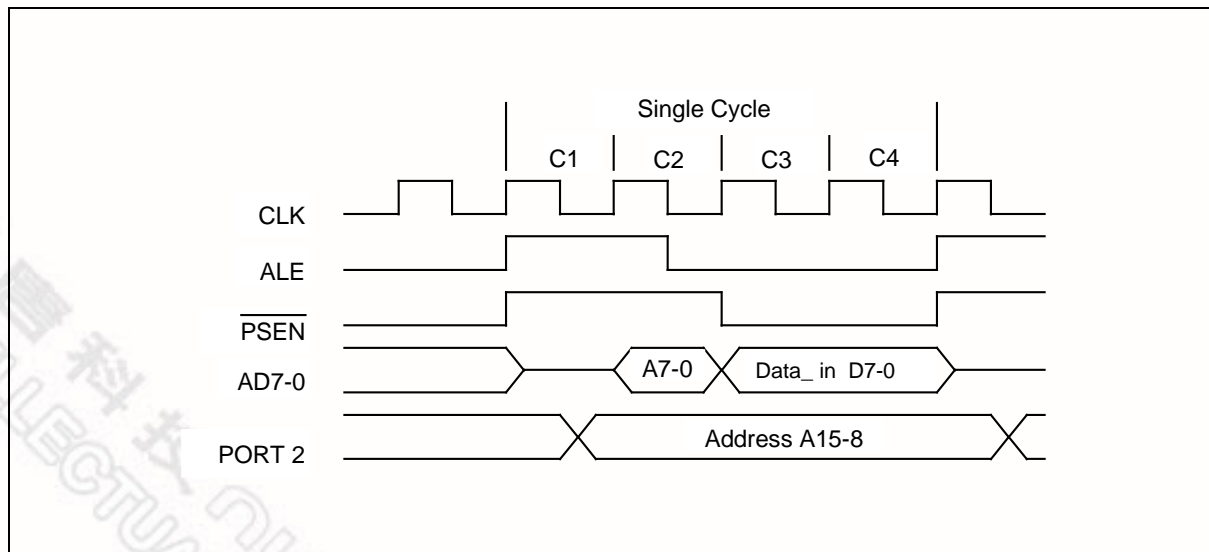 Single Cycle
C1 C2 C3 C4
CLK
ALE
PSEN
AD7-0 A7-0 Data_ in D7-0
PORT 2 Address A15-8